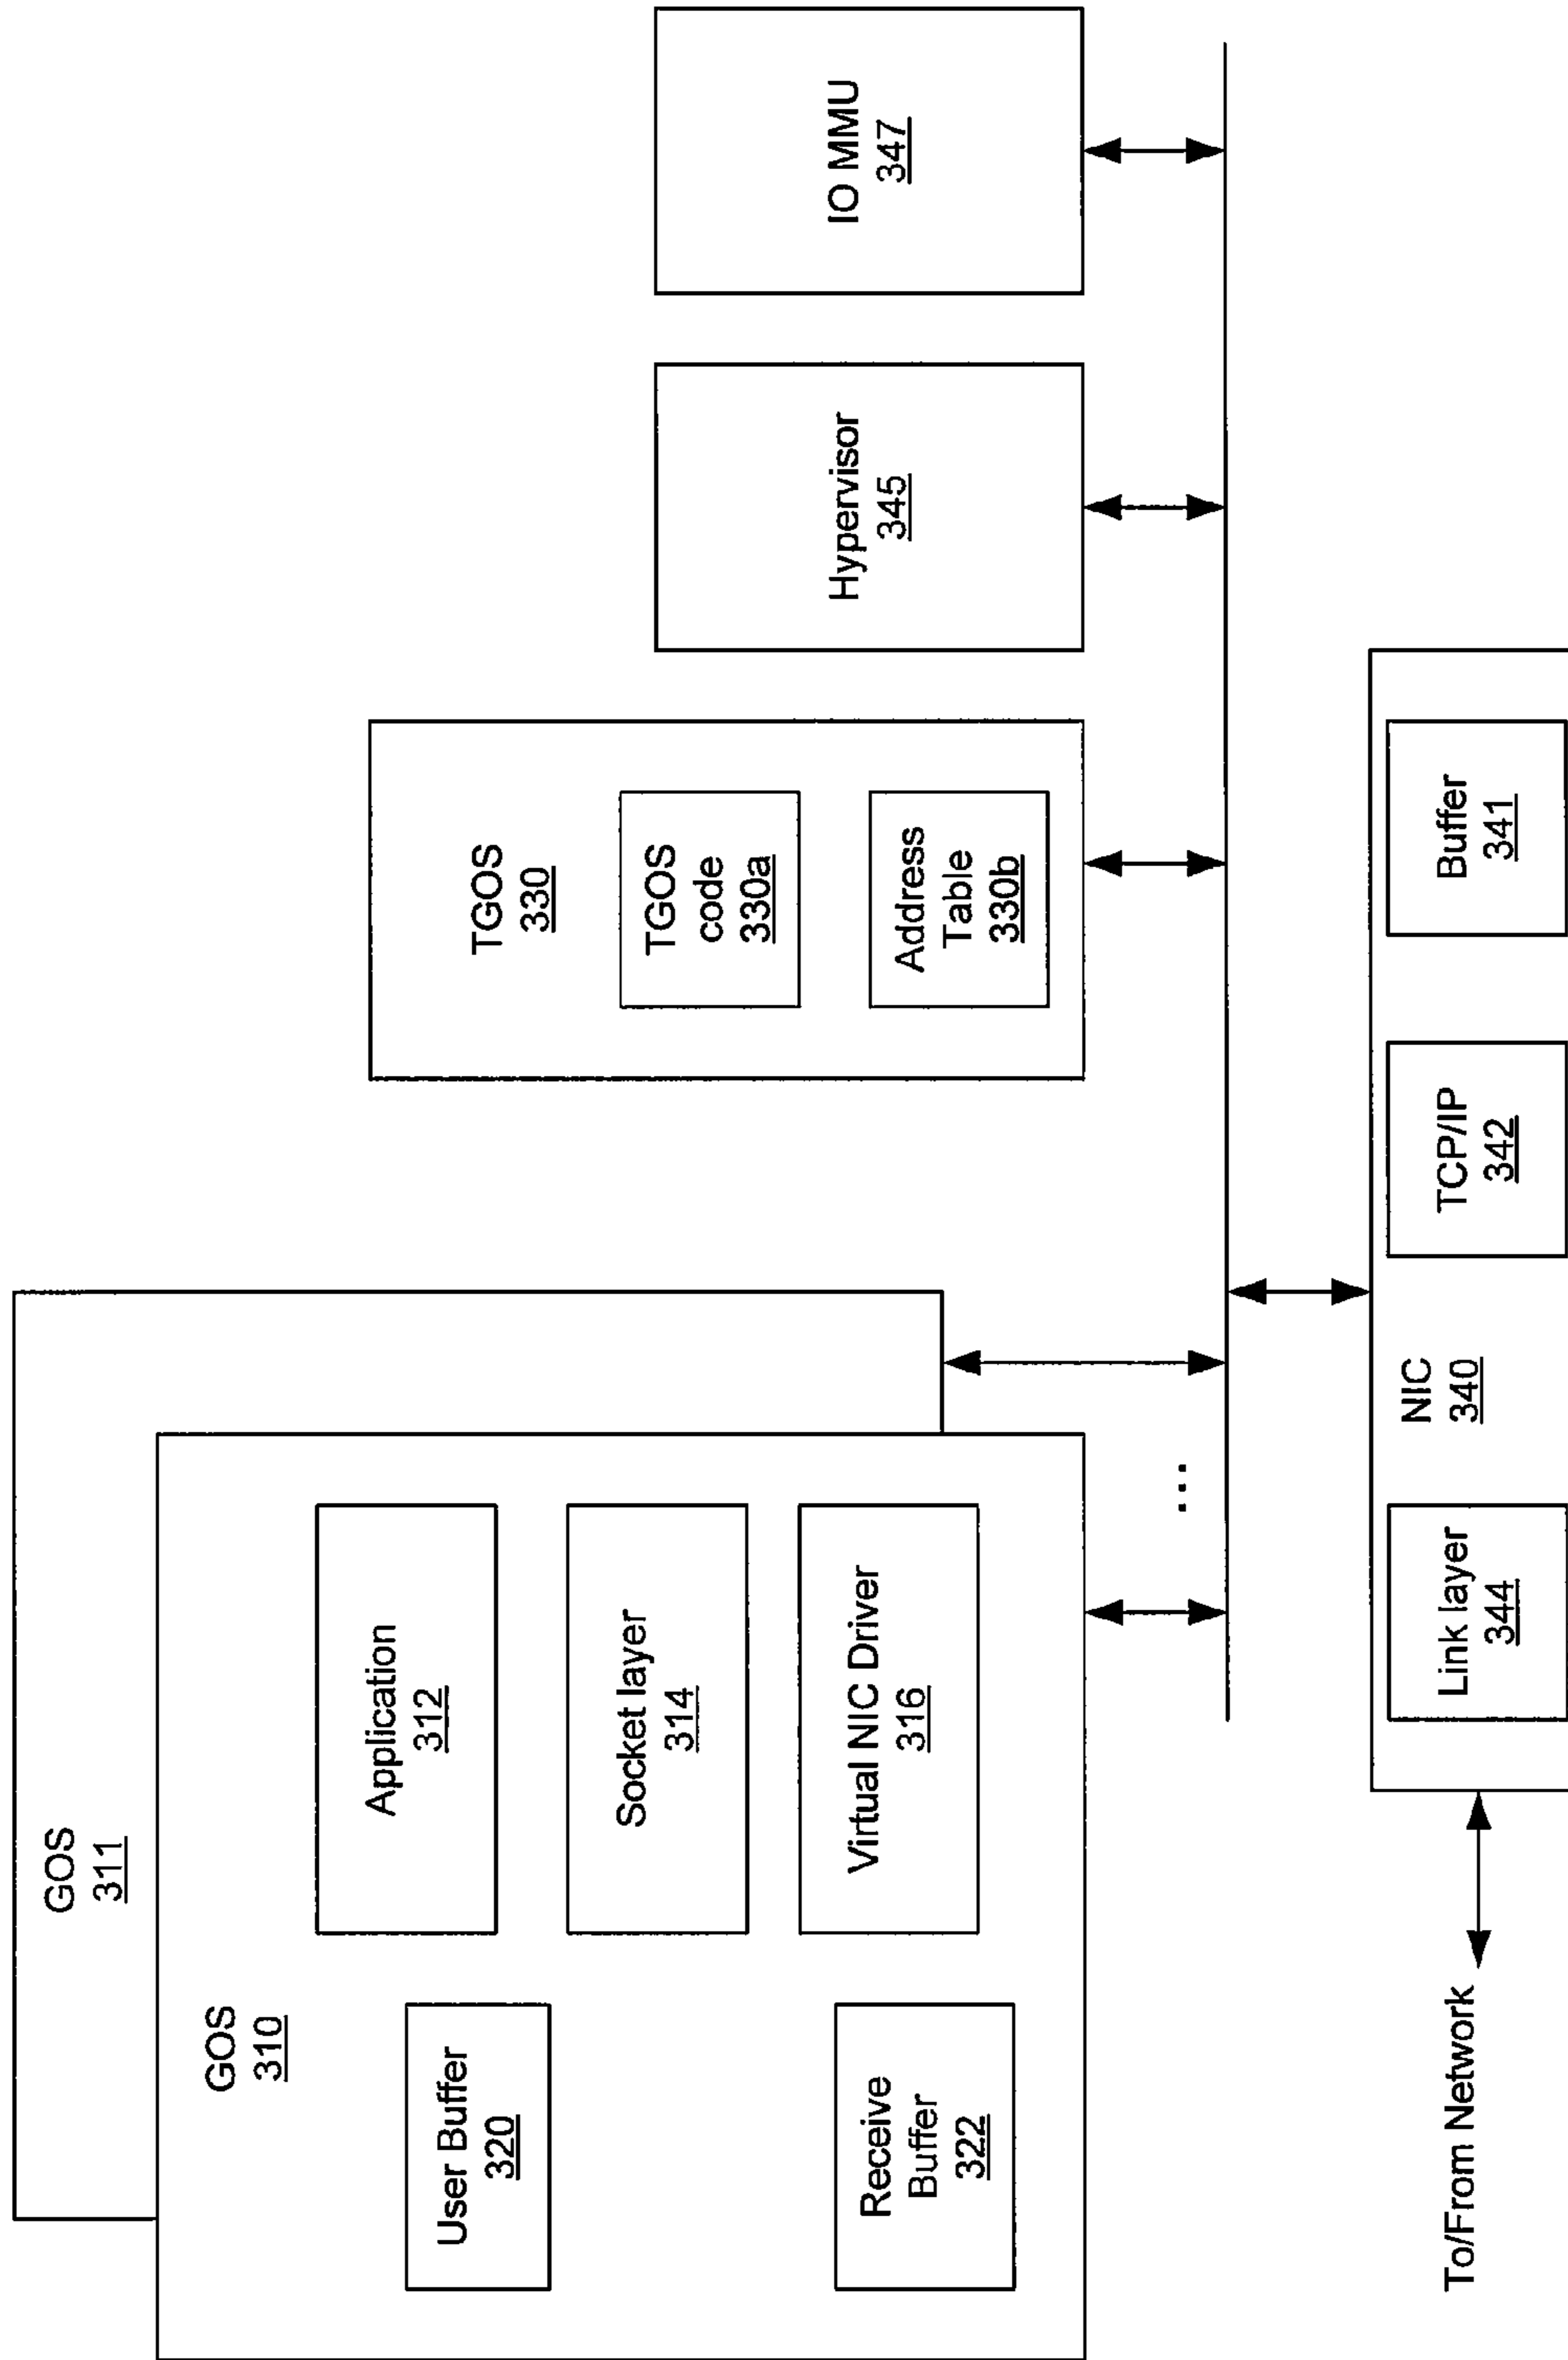 GOS
311
GOS
310
User Buffer
320
Receive
Buffer
322
Application
312
Socket layer
314
Virtual NIC Driver
316
...
TGOS
330
TGOS
code
330a
Address
Table
330b
Hypervisor
345
IO MMU
347
To/From Network
Link layer
344
NIC
340
TCP/IP
342
Buffer
341